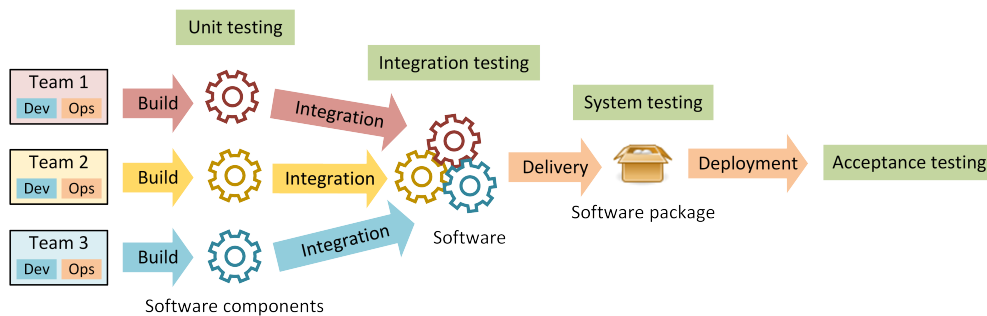 Unit testing
Integration testing
System testing
Acceptance testing
Team 1
Dev Ops
Build
Integration
Team 2
Dev Ops
Build
Integration
Team 3
Dev Ops
Build
Integration
Software components
Software
Delivery
Software package
Deployment